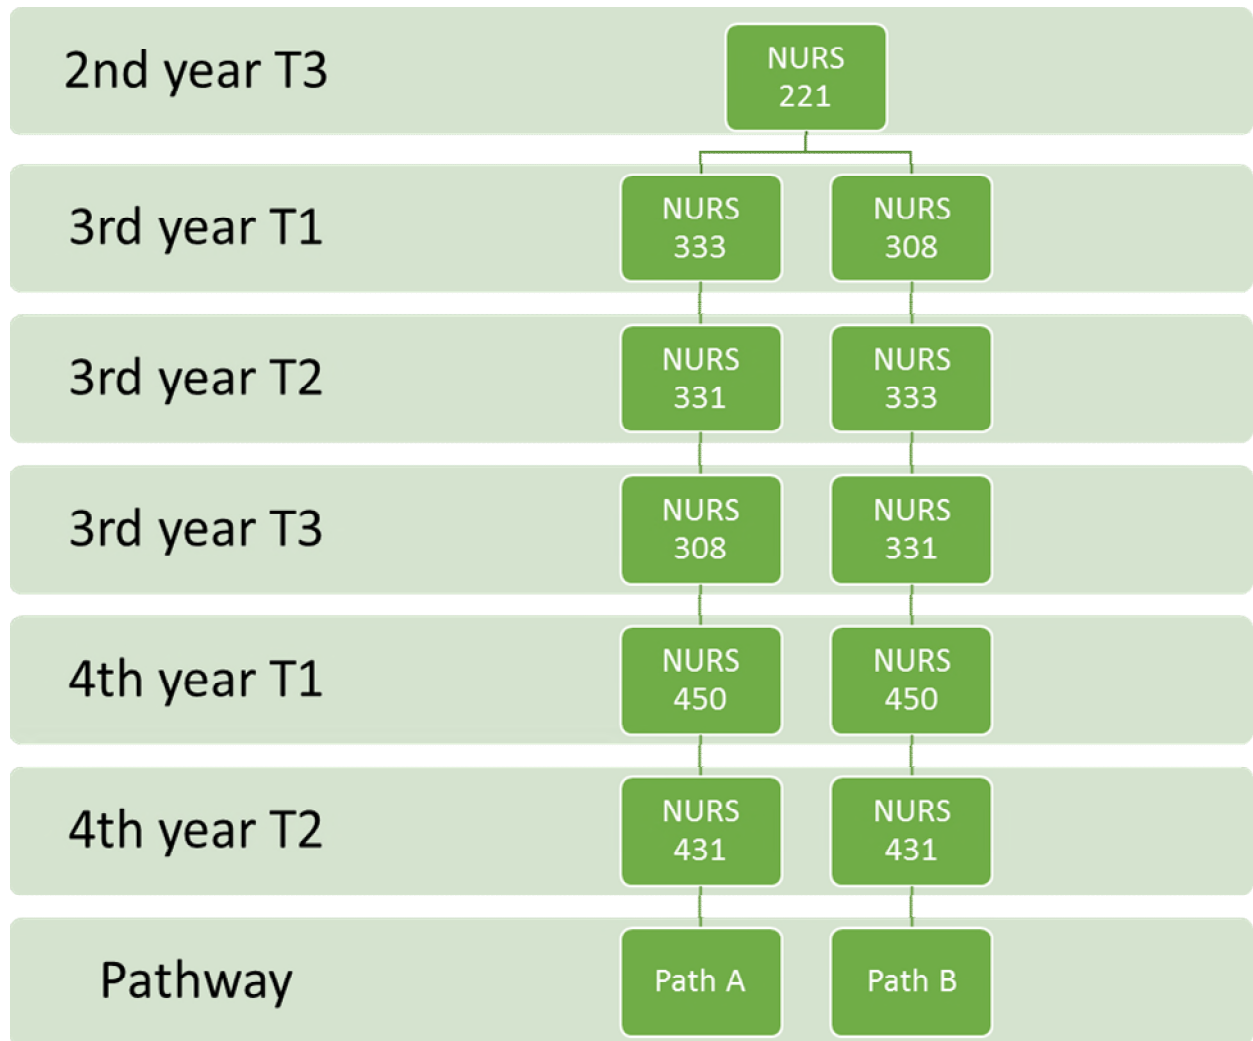 2nd year T3
NURS
221
3rd year T1
NURS
333
NURS
308
3rd year T2
NURS
331
NURS
333
3rd year T3
NURS
308
NURS
331
4th year T1
NURS
450
NURS
450
4th year T2
NURS
431
NURS
431
Pathway
Path A
Path B